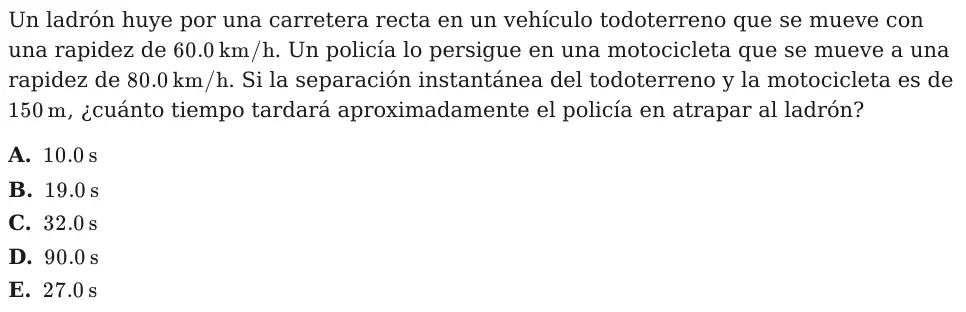 Un ladrón huye por una carretera recta en un vehículo todoterreno que se mueve con
una rapidez de 60.0 km/h. Un policía lo persigue en una motocicleta que se mueve a una
rapidez de 80.0 km/h. Si la separación instantánea del todoterreno y la motocicleta es de
150 m, ¿cuánto tiempo tardará aproximadamente el policía en atrapar al ladrón?
A. 10.0 s
B. 19.0 s
C. 32.0 s
D. 90.0 s
E. 27.0 s